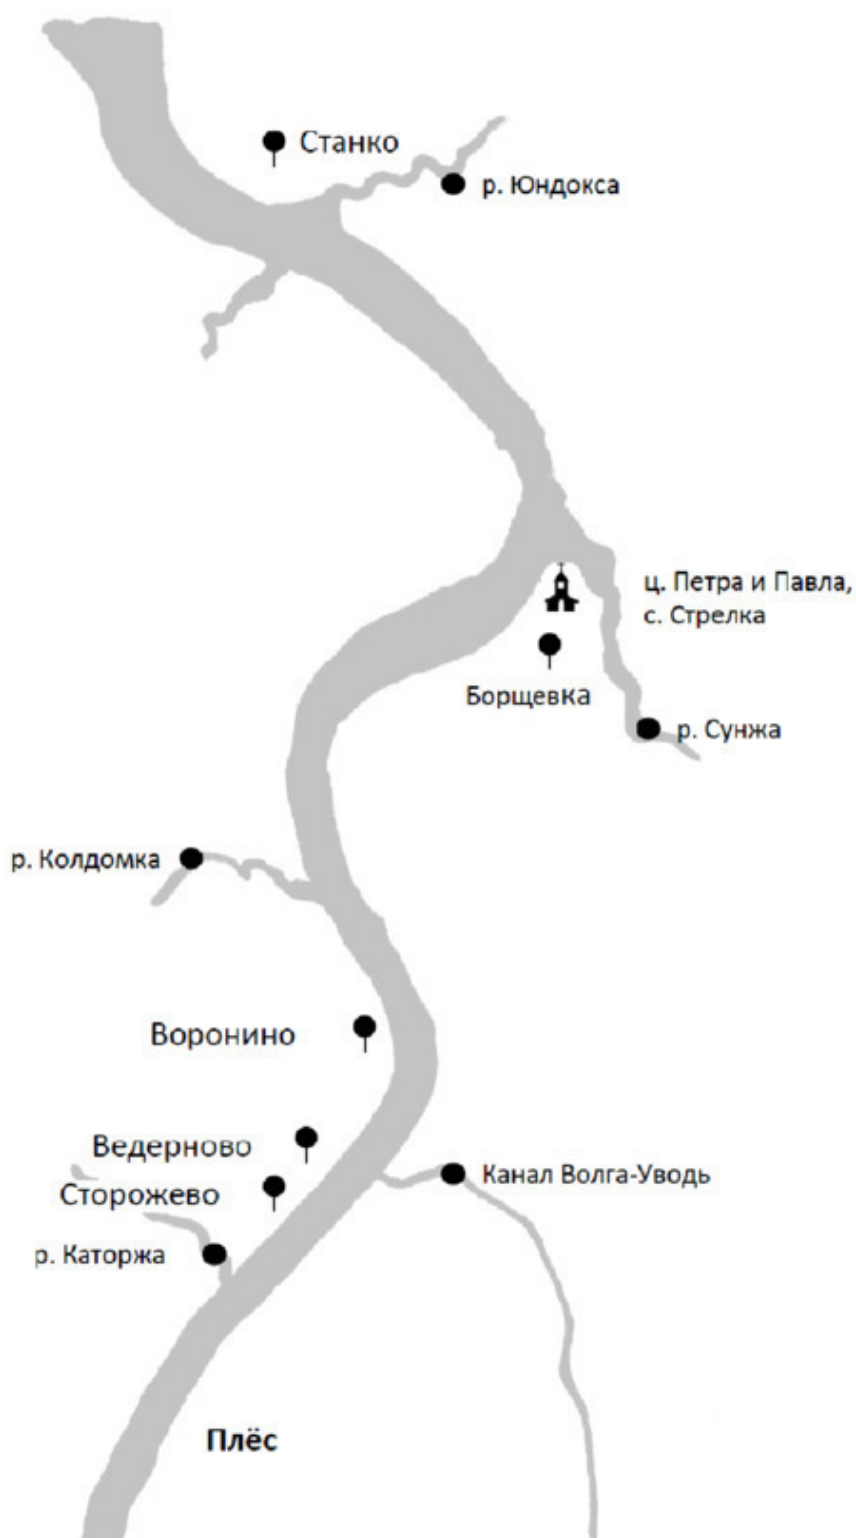 Станко
р. Юндокса
ц. Петра и Павла,
с. Стрелка
Борщевка
р. Сунжа
р. Колдомка
Воронино
Ведерново
Канал Волга-Уводь
Сторожево
р. Каторжа
Плёс